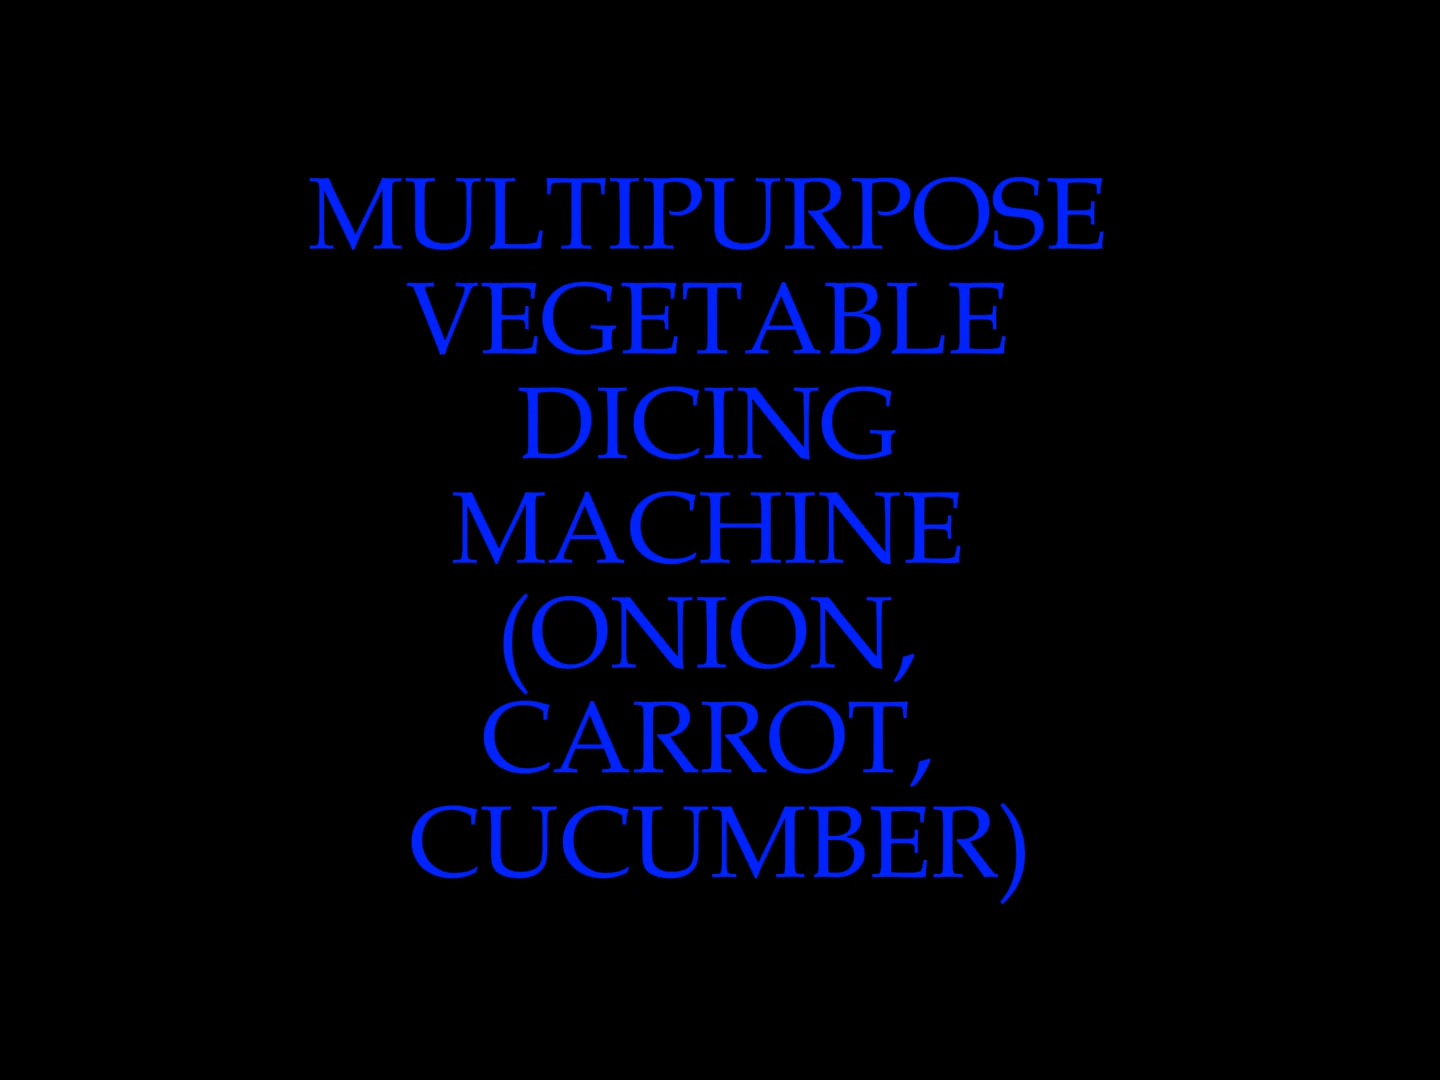 MULTIPURPOSE
VEGETABLE
DICING
MACHINE
(ONION,
CARROT,
CUCUMBER)